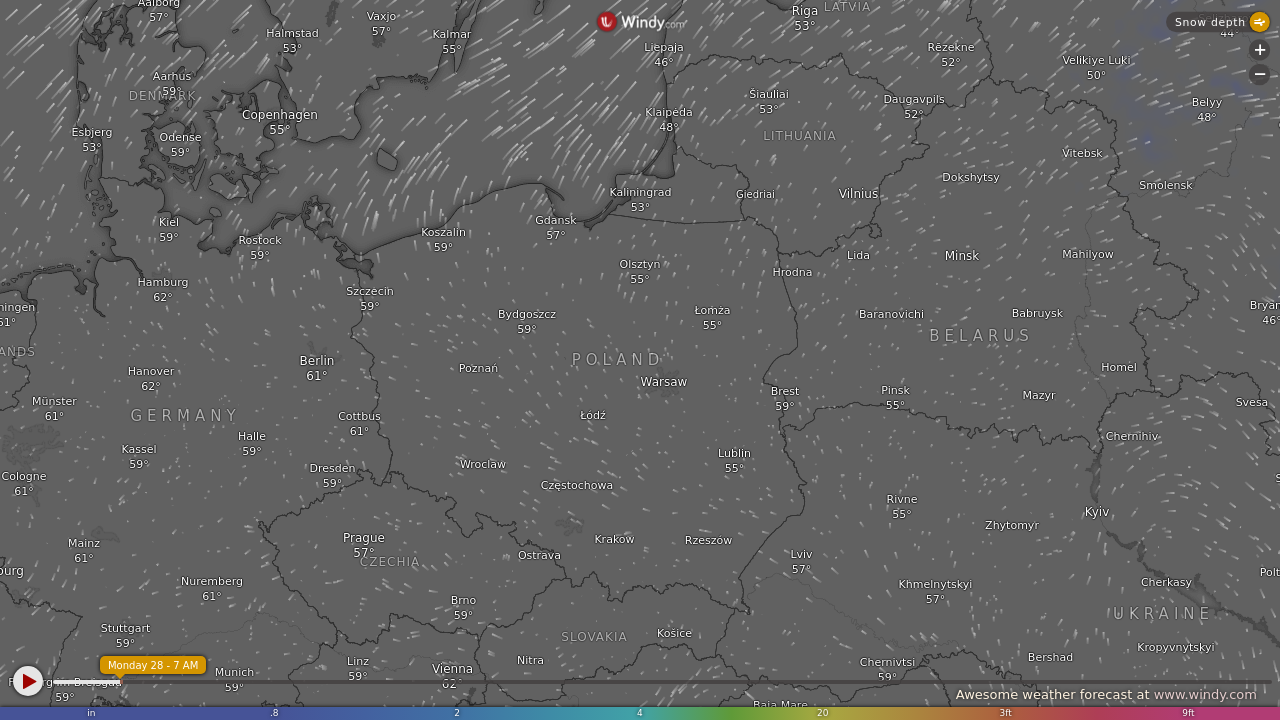 Aalborg
57°
Vaxjo
57°
Windy.com
Riga
53°
LATVIA
Snow depth
44°
Halmstad
53°
Kalmar
55°
Liepaja
46°
Rēzekne
52°
Velikiye Luki
50°
+
−
Aarhus
59°
DENMARK
Copenhagen
55°
Klaipėda
48°
Šiauliai
53°
Daugavpils
52°
Belyy
48°
Esbjerg
53°
Odense
59°
LITHUANIA
Vitebsk
Kaliningrad
53°
Giedriai
Vilnius
Dokshytsy
Smolensk
Kiel
59°
Rostock
59°
Koszalin
59°
Gdansk
57°
Olsztyn
55°
Hrodna
Lida
Minsk
Mahilyow
Hamburg
62°
Szczecin
59°
Bydgoszcz
59°
Łomża
55°
Baranovichi
Babruysk
46°
BELARUS
Hanover
62°
Berlin
61°
Poznań
POLAND
Warsaw
Homel
Münster
61°
GERMANY
Cottbus
61°
Łódź
Brest
59°
Pinsk
55°
Mazyr
Svesa
Chernihiv
Kassel
59°
Halle
59°
Cologne
61°
Dresden
59°
Wroclaw
Częstochowa
Lublin
55°
Rivne
55°
Kyiv
Zhytomyr
Mainz
61°
Prague
57°
CZECHIA
Ostrava
Krakow
Rzeszow
Lviv
57°
Nuremberg
61°
Brno
59°
Khmelnytskyi
57°
Cherkasy
UKRAINE
Stuttgart
59°
SLOVAKIA
Košice
Kropyvnytskyi
Monday 28 - 7 AM
Munich
59°
Linz
59°
Vienna
62°
Nitra
Chernivtsi
59°
Bershad
59°
Baia Mare
Awesome weather forecast at www.windy.com
in .8 2 4 20 3ft 9ft